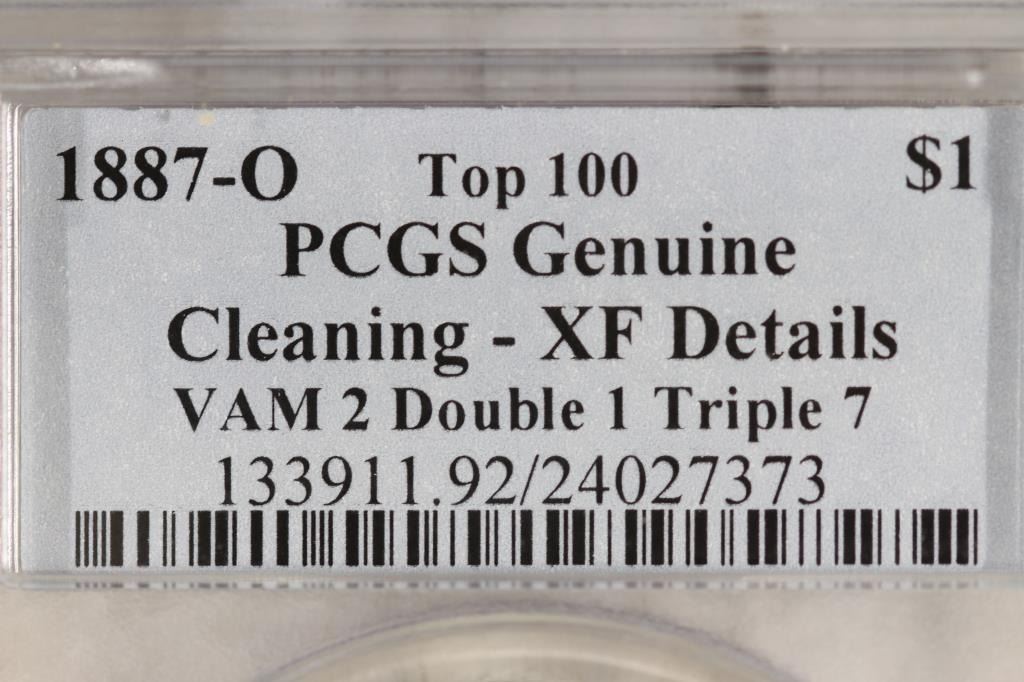 1887-O Top 100 $1
PCGS Genuine
Cleaning - XF Details
VAM 2 Double 1 Triple 7
133911.92/24027373